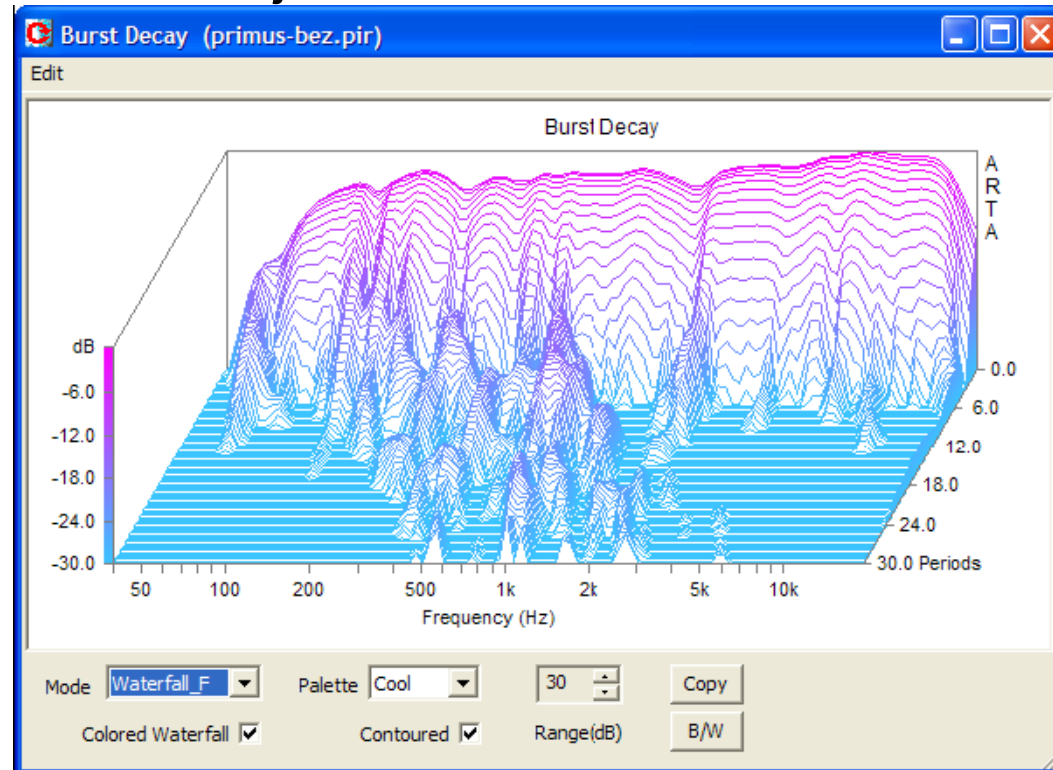 Burst Decay (primus-bez.pir)
Edit
Burst Decay
A
R
T
A
dB
-6.0
-12.0
-18.0
-24.0
-30.0
0.0
6.0
12.0
18.0
24.0
30.0 Periods
50 100 200 500 1k 2k 5k 10k
Frequency (Hz)
Mode Waterfall_F Palette Cool 30 Copy
Colored Waterfall Contoured Range(dB) B/W